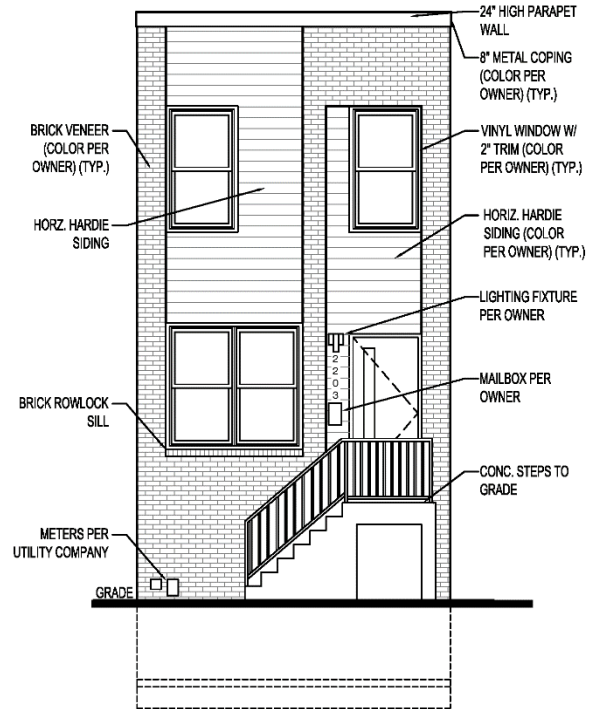 24" HIGH PARAPET
WALL
8" METAL COPING
(COLOR PER
OWNER) (TYP.)
BRICK VENEER
(COLOR PER
OWNER) (TYP.)
VINYL WINDOW W/
2" TRIM (COLOR
PER OWNER) (TYP.)
HORZ. HARDIE
SIDING
HORIZ. HARDIE
SIDING (COLOR
PER OWNER) (TYP.)
LIGHTING FIXTURE
PER OWNER
2
2
0
3
MAILBOX PER
OWNER
BRICK ROWLOCK
SILL
CONC. STEPS TO
GRADE
METERS PER
UTILITY COMPANY
GRADE